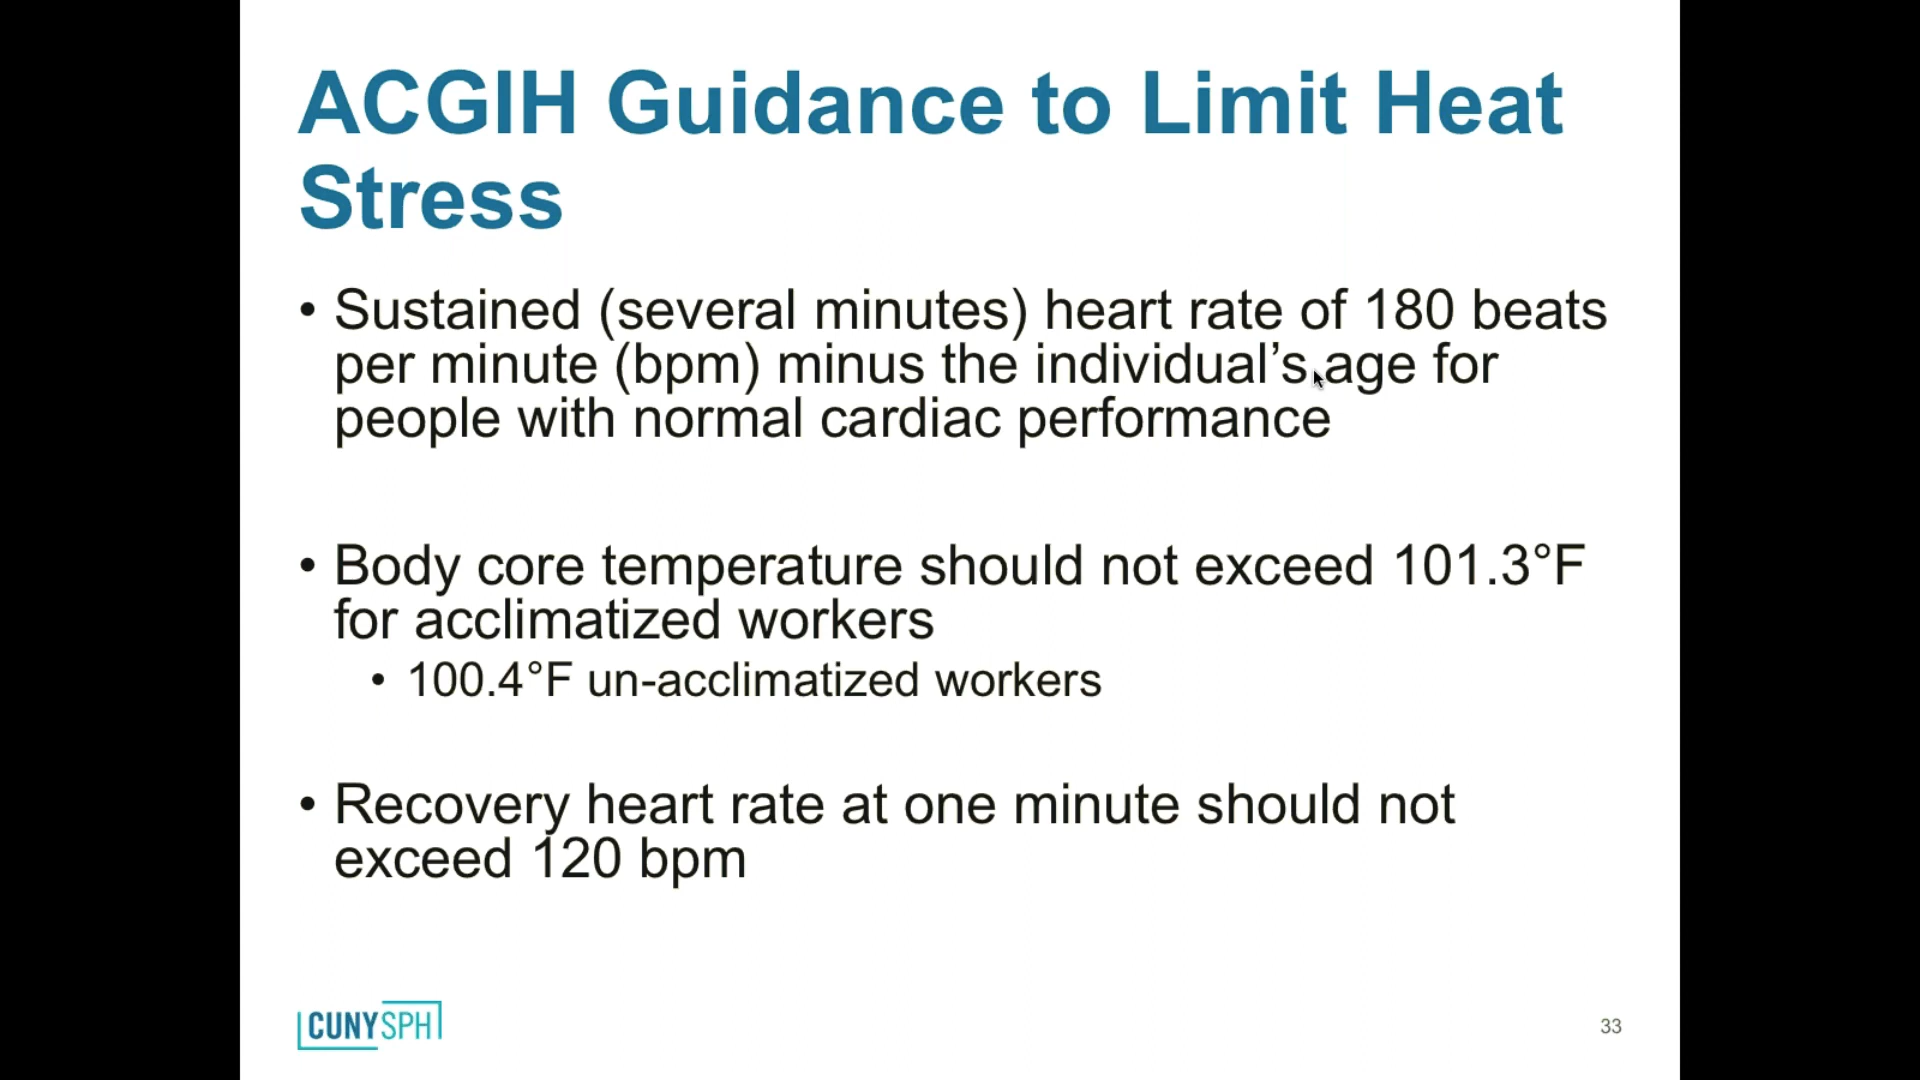 ACGIH Guidance to Limit Heat
Stress
• Sustained (several minutes) heart rate of 180 beats
per minute (bpm) minus the individual’s age for
people with normal cardiac performance
• Body core temperature should not exceed 101.3°F
for acclimatized workers
• 100.4°F un-acclimatized workers
• Recovery heart rate at one minute should not
exceed 120 bpm
CUNYSPH
33